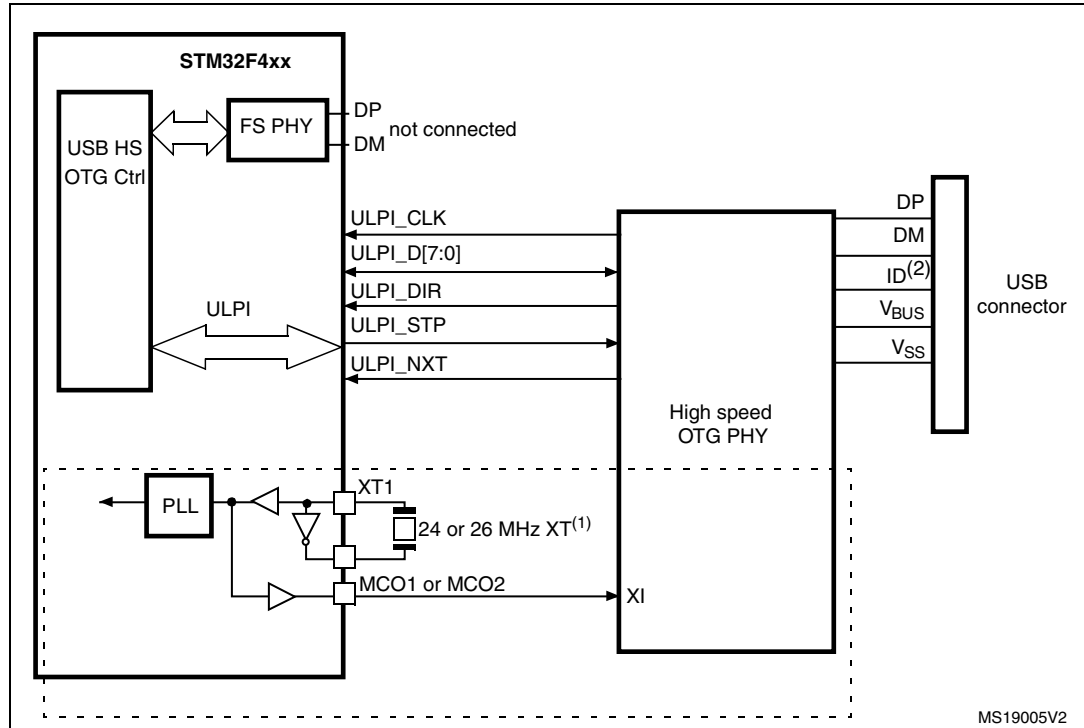 STM32F4xx
USB HS
OTG Ctrl
FS PHY
DP
DM
not connected
ULPI
ULPI_CLK
ULPI_D[7:0]
ULPI_DIR
ULPI_STP
ULPI_NXT
High speed
OTG PHY
DP
DM
ID(2)
VBUS
VSS
USB
connector
PLL
XT1
24 or 26 MHz XT(1)
MCO1 or MCO2
XI
MS19005V2